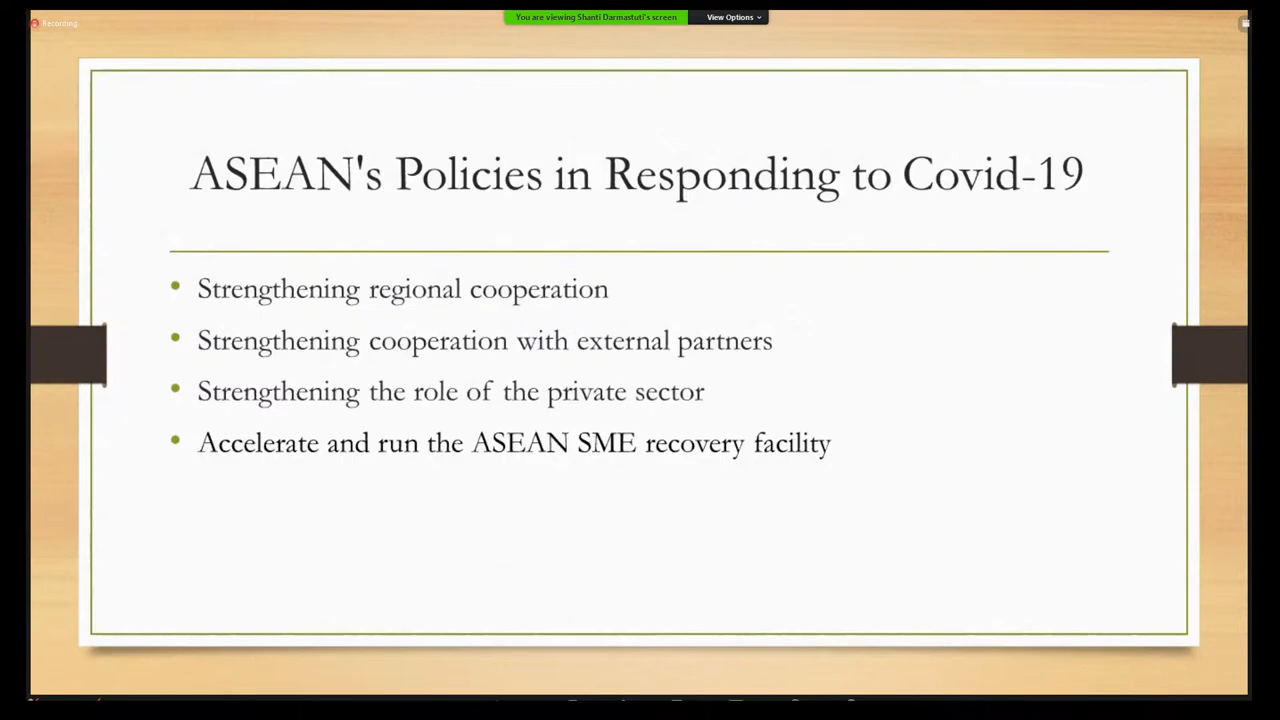 Recording
You are viewing Shanti Darmastuti's screen
View Options
ASEAN's Policies in Responding to Covid-19
• Strengthening regional cooperation
• Strengthening cooperation with external partners
• Strengthening the role of the private sector
• Accelerate and run the ASEAN SME recovery facility